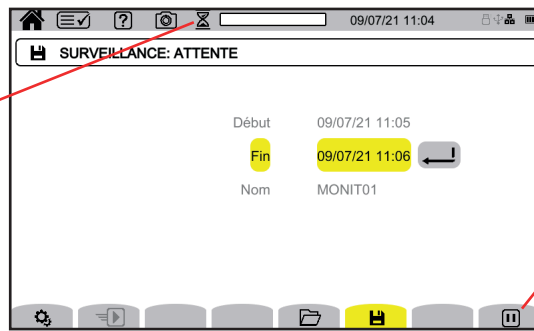 09/07/21 11:04
SURVEILLANCE: ATTENTE
Début 09/07/21 11:05
Fin 09/07/21 11:06
Nom MONIT01